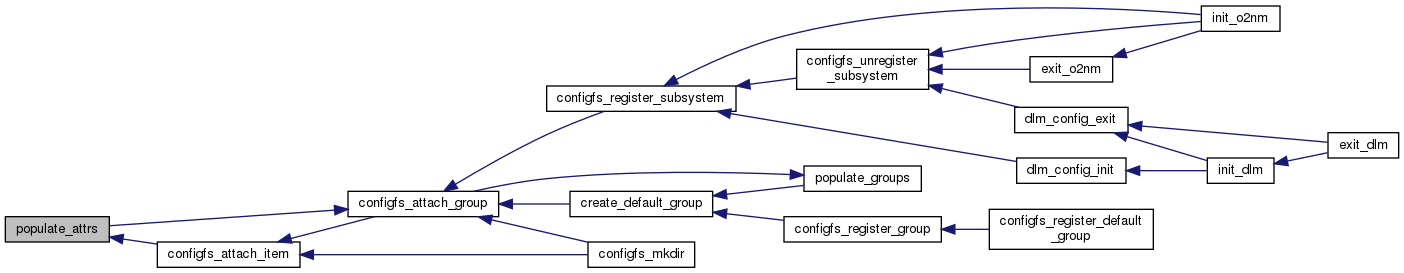 populate_attrs
configfs_attach_group
configfs_attach_item
configfs_register_subsystem
create_default_group
configfs_mkdir
configfs_unregister
_subsystem
populate_groups
configfs_register_group
init_o2nm
exit_o2nm
dlm_config_exit
dlm_config_init
configfs_register_default
_group
init_dlm
exit_dlm